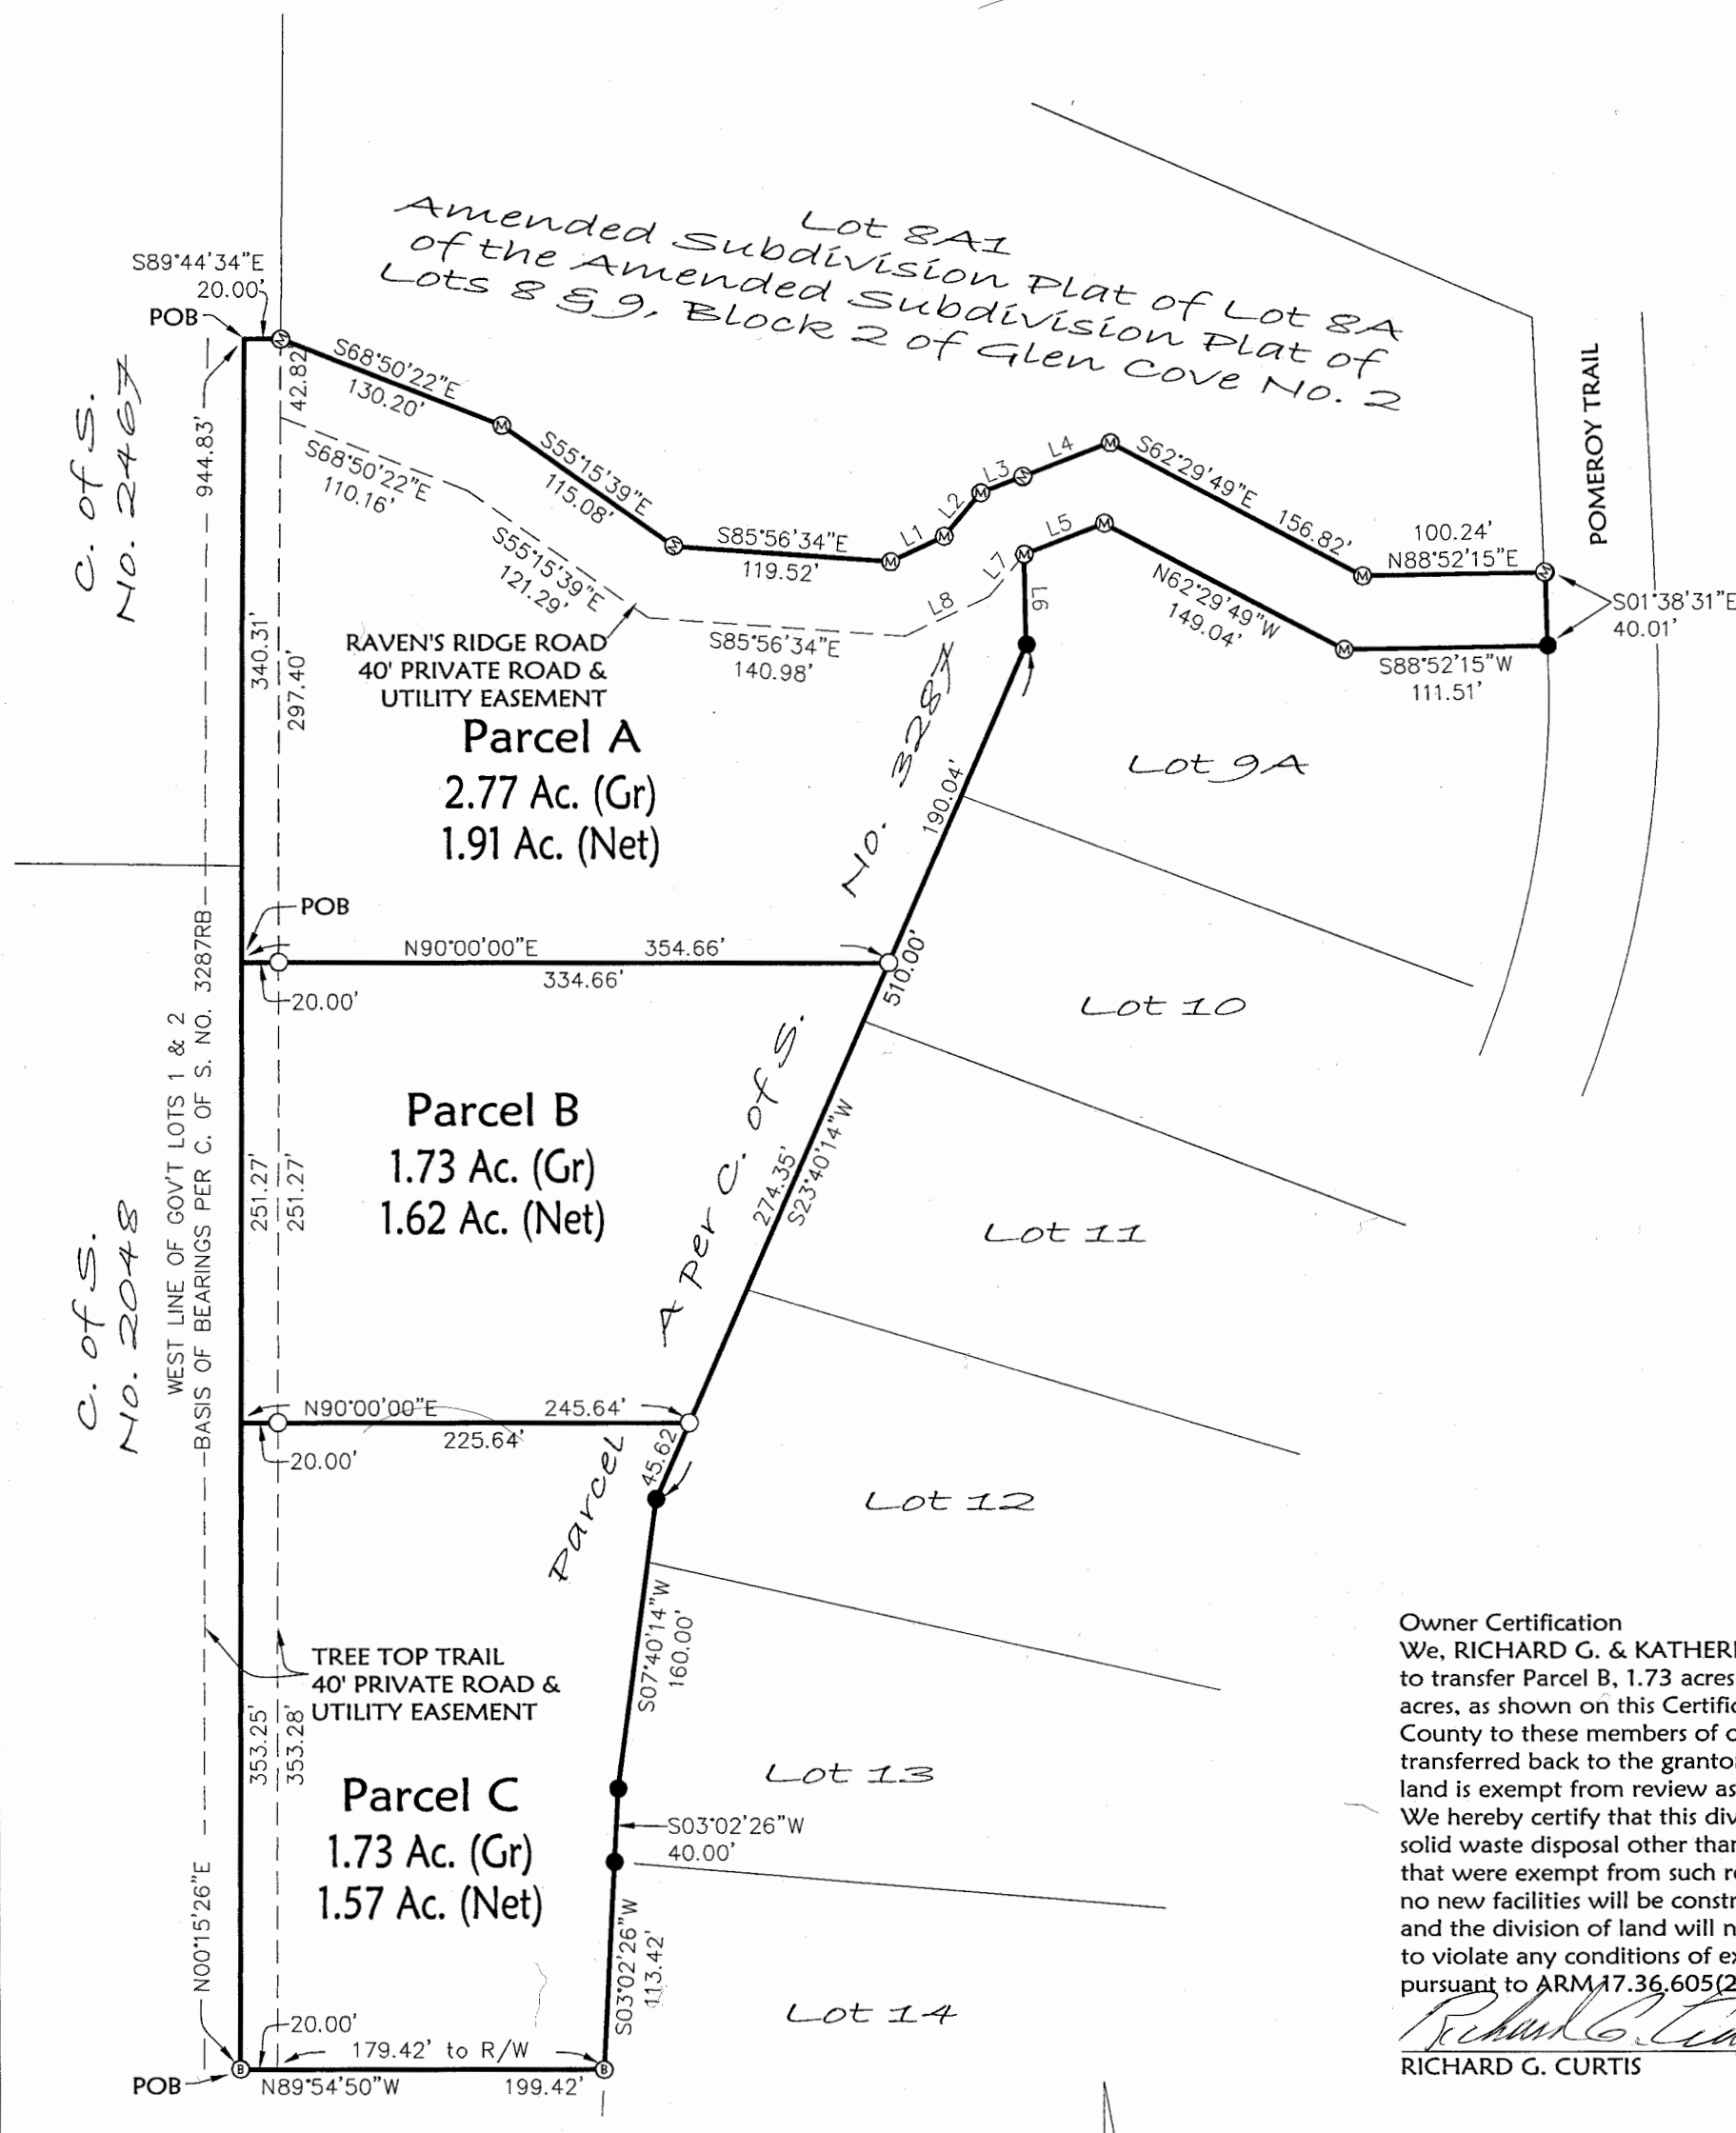 Lot 8A1
Amended Subdivision Plat of Lot 8A
of the Amended Subdivision Plat of
Lots 8 & 9, Block 2 of Glen Cove No. 2
S89°44'34"E
20.00'
POB
C. of S.
No. 2467
944.83'
42.82'
S68°50'22"E
130.20'
S68°50'22"E
110.16'
S55°15'39"E
115.08'
S55°15'39"E
121.29'
S85°56'34"E
119.52'
S85°56'34"E
140.98'
L1
L2
L3
L4
L5
L6
L7
L8
S62°29'49"E
156.82'
N62°29'49"W
149.04'
100.24'
N88°52'15"E
S88°52'15"W
111.51'
S01°38'31"E
40.01'
POMEROY TRAIL
RAVEN'S RIDGE ROAD
40' PRIVATE ROAD &
UTILITY EASEMENT
340.31'
297.40'
Parcel A
2.77 Ac. (Gr)
1.91 Ac. (Net)
Parcel A per C. of S. No. 3287
190.04'
Lot 9A
POB
N90°00'00"E 354.66'
334.66'
20.00'
510.00'
Lot 10
C. of S.
No. 2048
WEST LINE OF GOV'T LOTS 1 & 2
BASIS OF BEARINGS PER C. OF S. NO. 3287RB
251.27'
251.27'
Parcel B
1.73 Ac. (Gr)
1.62 Ac. (Net)
274.35'
S23°40'14"W
Lot 11
N90°00'00"E 245.64'
225.64'
20.00'
45.62'
Lot 12
S07°40'14"W
160.00'
TREE TOP TRAIL
40' PRIVATE ROAD &
UTILITY EASEMENT
353.25'
353.28'
Parcel C
1.73 Ac. (Gr)
1.57 Ac. (Net)
Lot 13
S03°02'26"W
40.00'
S03°02'26"W
113.42'
Lot 14
N00°15'26"E
20.00'
179.42' to R/W
POB
B
B
N89°54'50"W 199.42'
Owner Certification
We, RICHARD G. &
to transfer Parcel B, 1.73 acres
acres, as shown on this
County to these members of
transferred back to the
land is exempt from review as
We hereby certify that this
solid waste disposal other
that were exempt from such
no new facilities will be
and the division of land will
to violate any conditions of
pursuant to ARM 17.36.605(2
Richard G.
RICHARD G. CURTIS